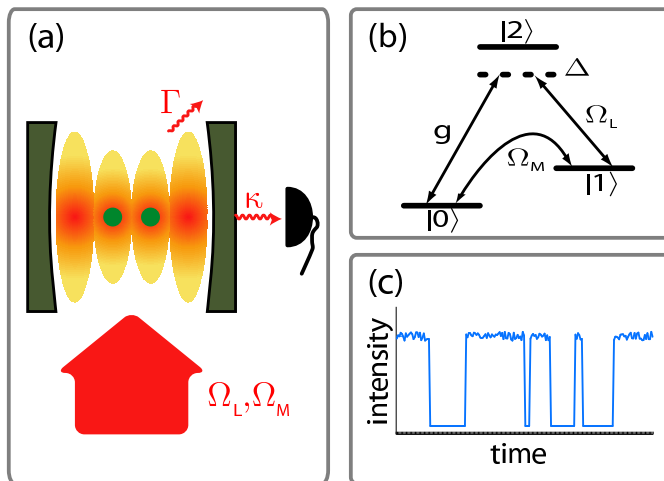 (a)
Γ
κ
Ω_L,Ω_M
(b)
|2⟩
Δ
g
Ω_L
Ω_M
|1⟩
|0⟩
(c)
intensity
time